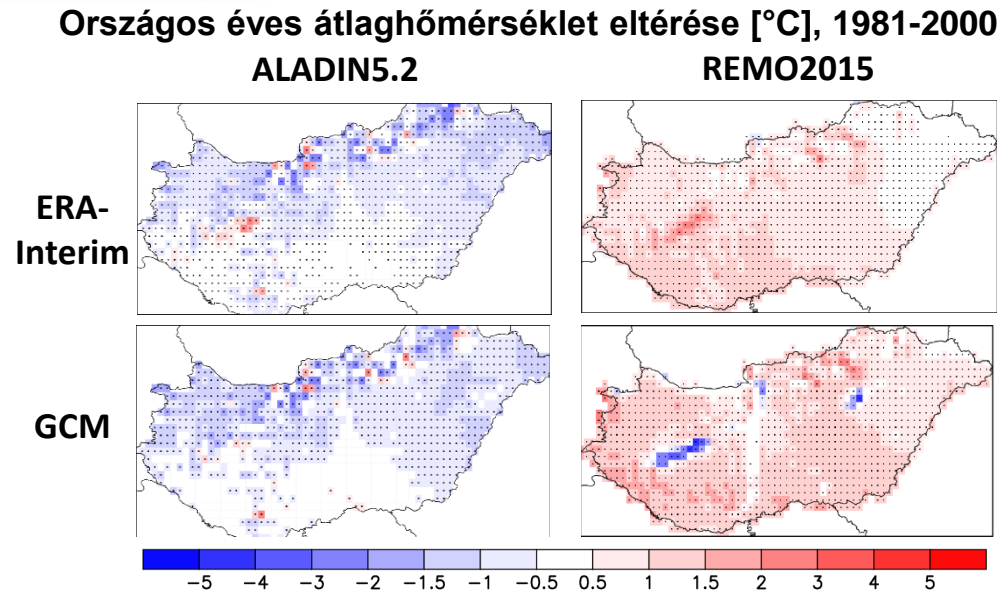 Országos éves átlaghőmérséklet eltérése [°C], 1981-2000
ALADIN5.2 REMO2015
ERA-
Interim
GCM
−5 −4 −3 −2 −1.5 −1 −0.5 0.5 1 1.5 2 3 4 5